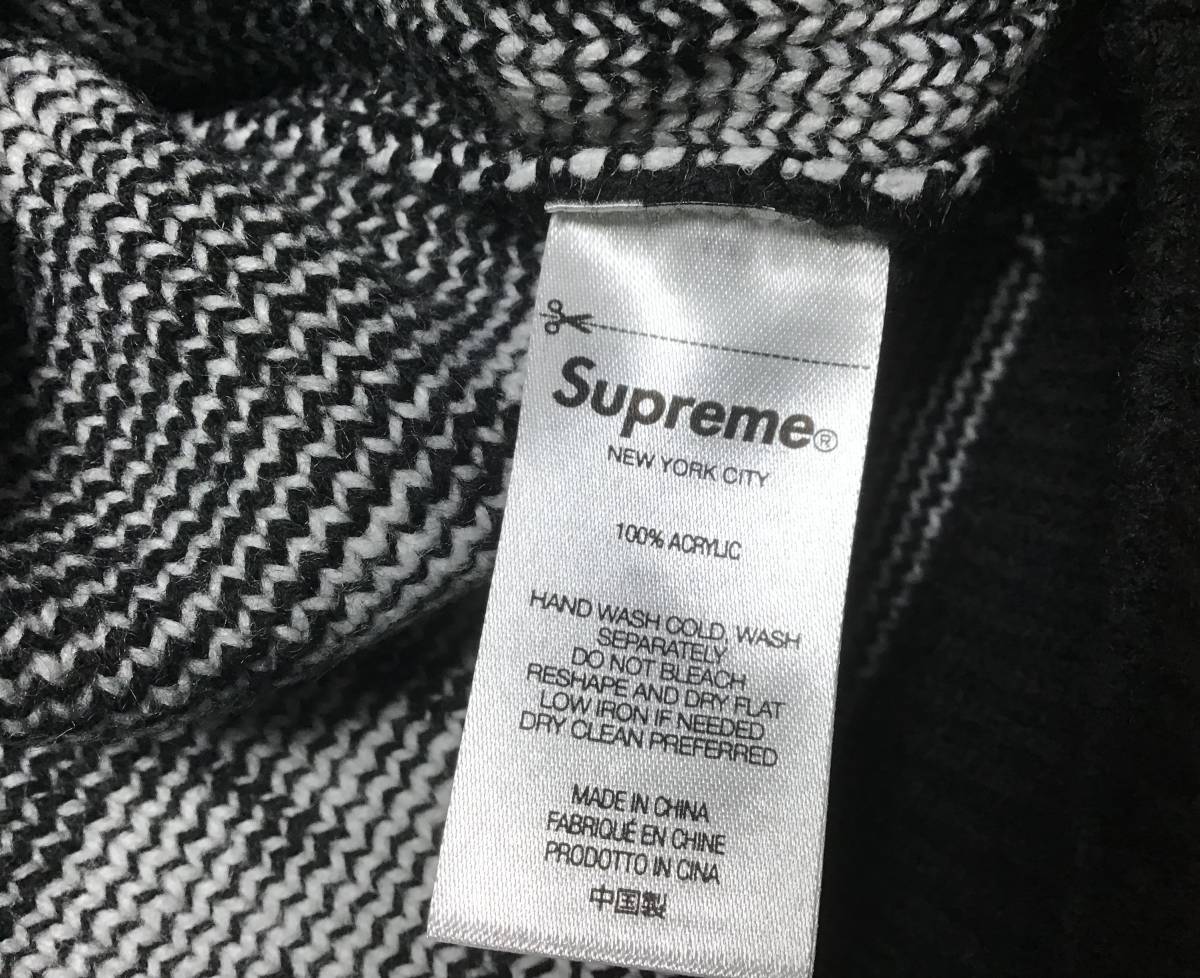 Supreme®
NEW YORK CITY
100% ACRYLIC
HAND WASH COLD, WASH
SEPARATELY
DO NOT BLEACH
RESHAPE AND DRY FLAT
LOW IRON IF NEEDED
DRY CLEAN PREFERRED
MADE IN CHINA
FABRIQUÉ EN CHINE
PRODOTTO IN CINA
中国製